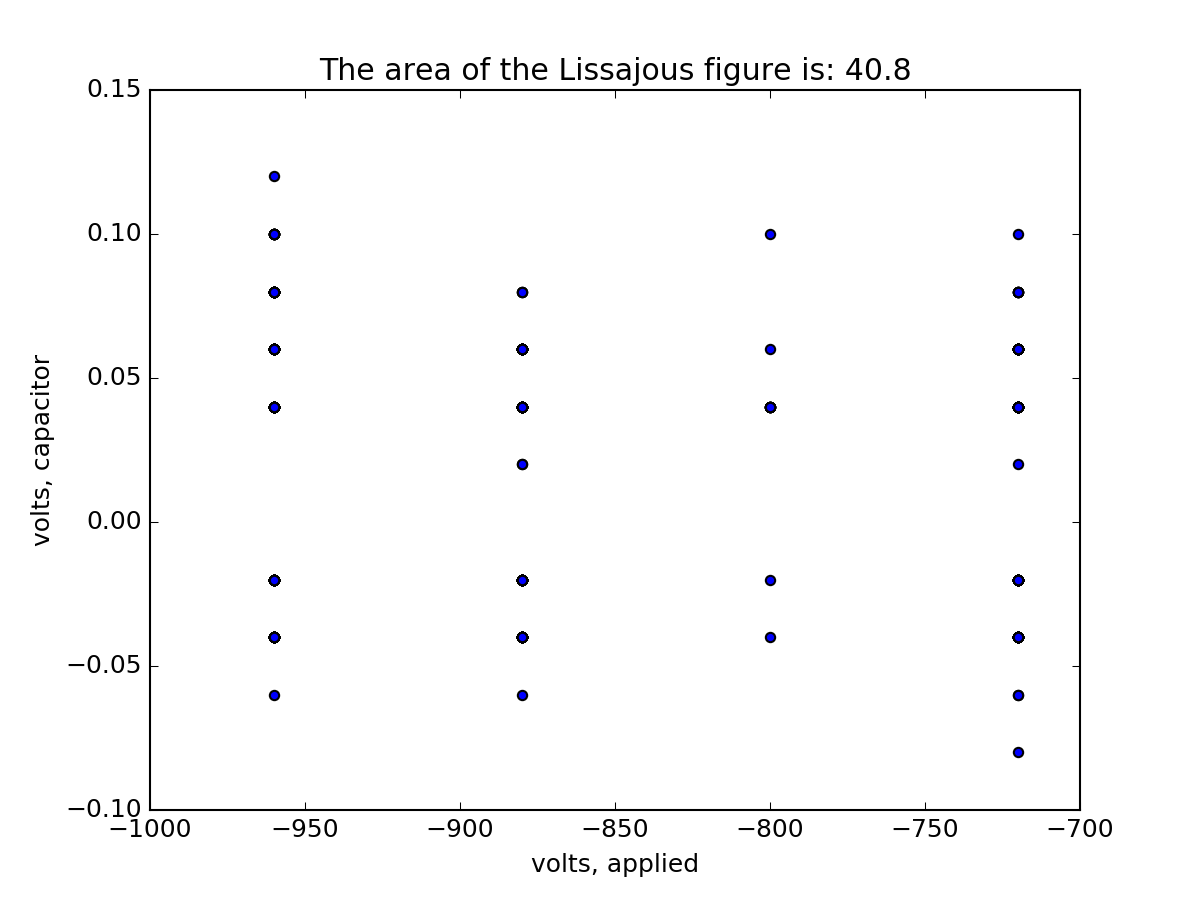 The area of the Lissajous figure is: 40.8
0.15
0.10
0.05
0.00
−0.05
−0.10
volts, capacitor
−1000 −950 −900 −850 −800 −750 −700
volts, applied